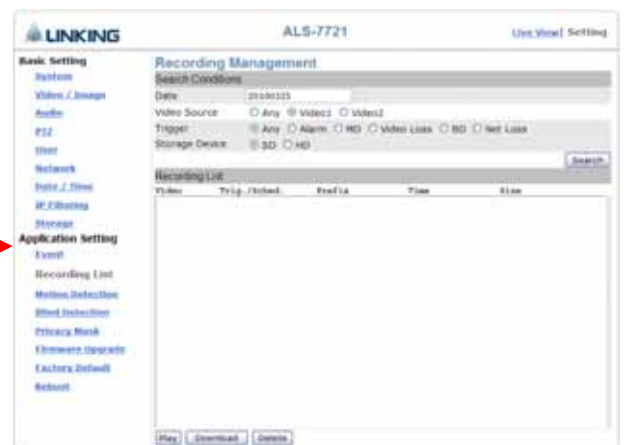 LINKING
ALS-7721
Live View| Setting
Basic Setting
System
Video / Image
Audio
PTZ
User
Network
Date / Time
IP Filtering
Storage
Application Setting
Event
Recording List
Motion Detection
Blind Detection
Privacy Mask
Firmware Upgrade
Factory Default
Reboot
Recording Management
Search Conditions
Date
Video Source Any Video1 Video2
Trigger Any Alarm MD Video Loss BD Net Loss
Storage Device SD HD
Search
Recording List
Video Trig./Sched. Prefix Time Size
Play Download Delete